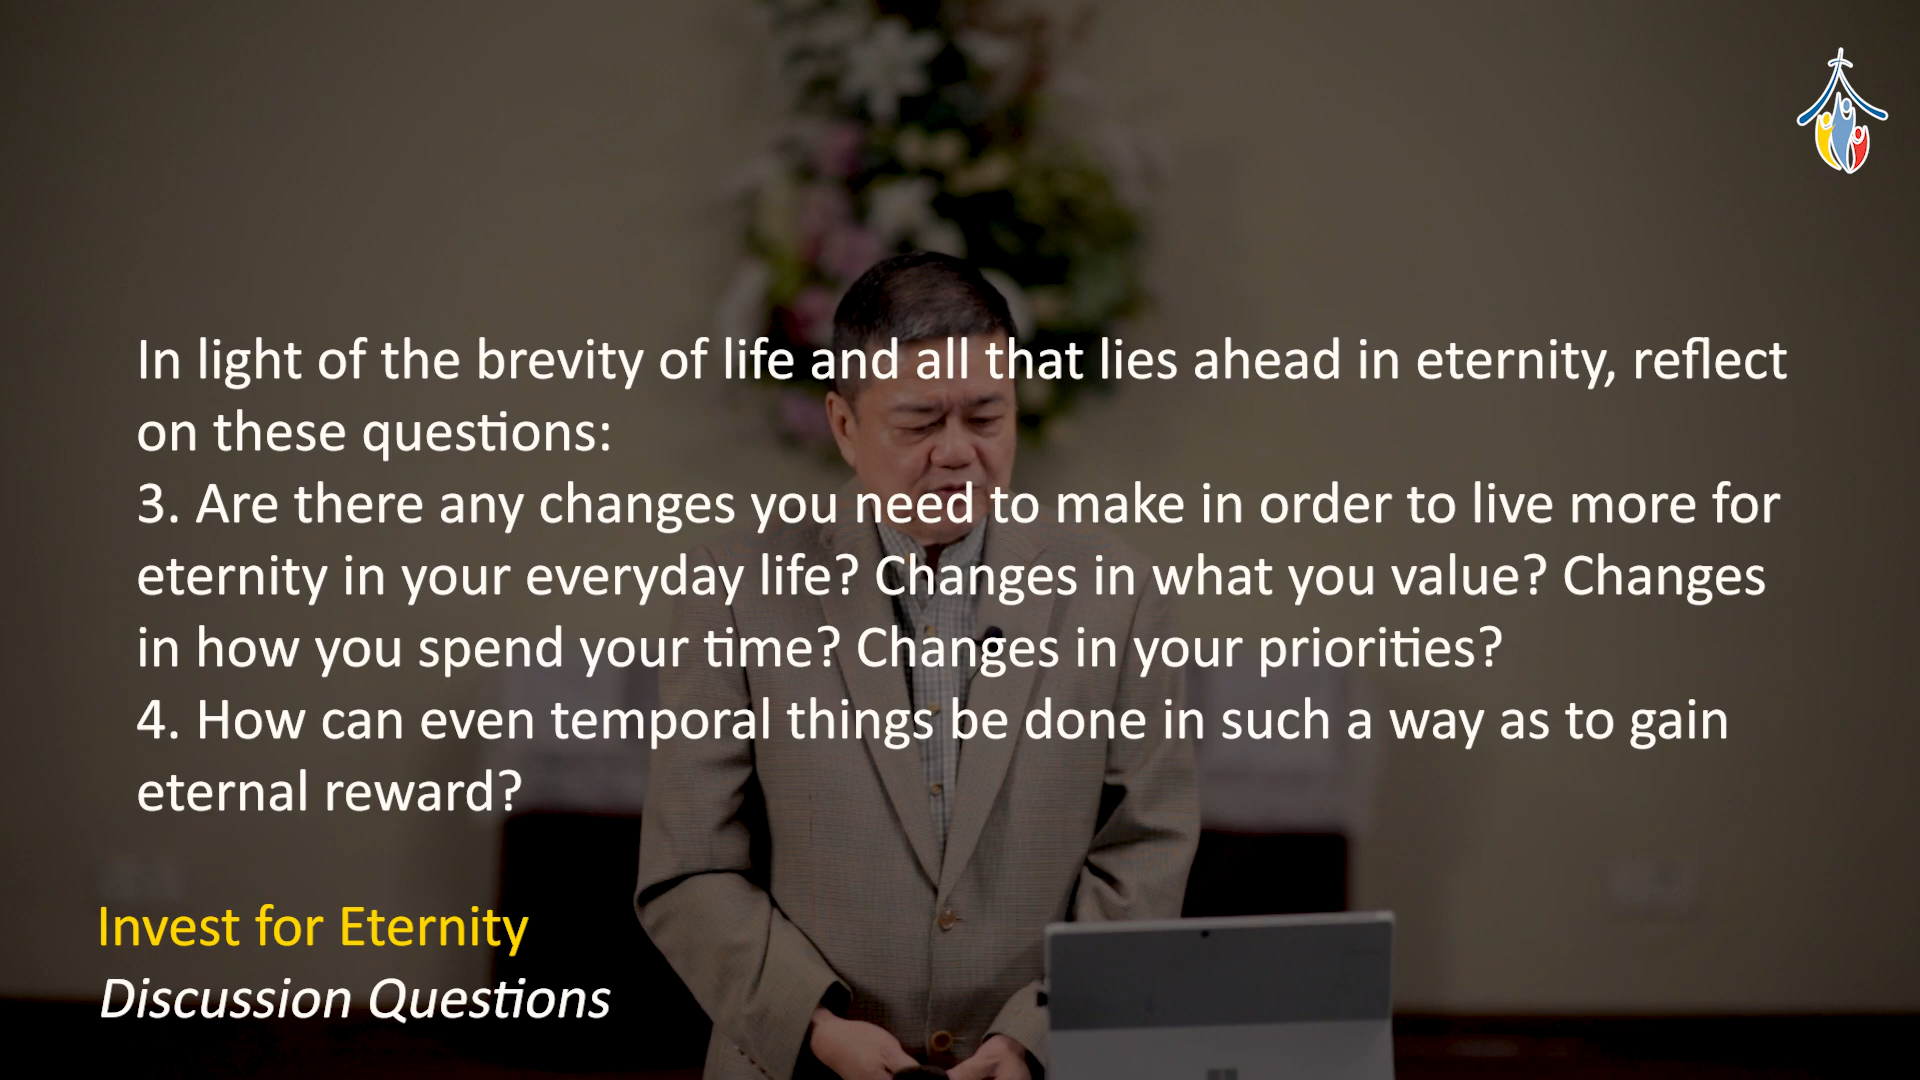 In light of the brevity of life and all that lies ahead in eternity, reflect
on these questions:
3. Are there any changes you need to make in order to live more for
eternity in your everyday life? Changes in what you value? Changes
in how you spend your time? Changes in your priorities?
4. How can even temporal things be done in such a way as to gain
eternal reward?
Invest for Eternity
Discussion Questions